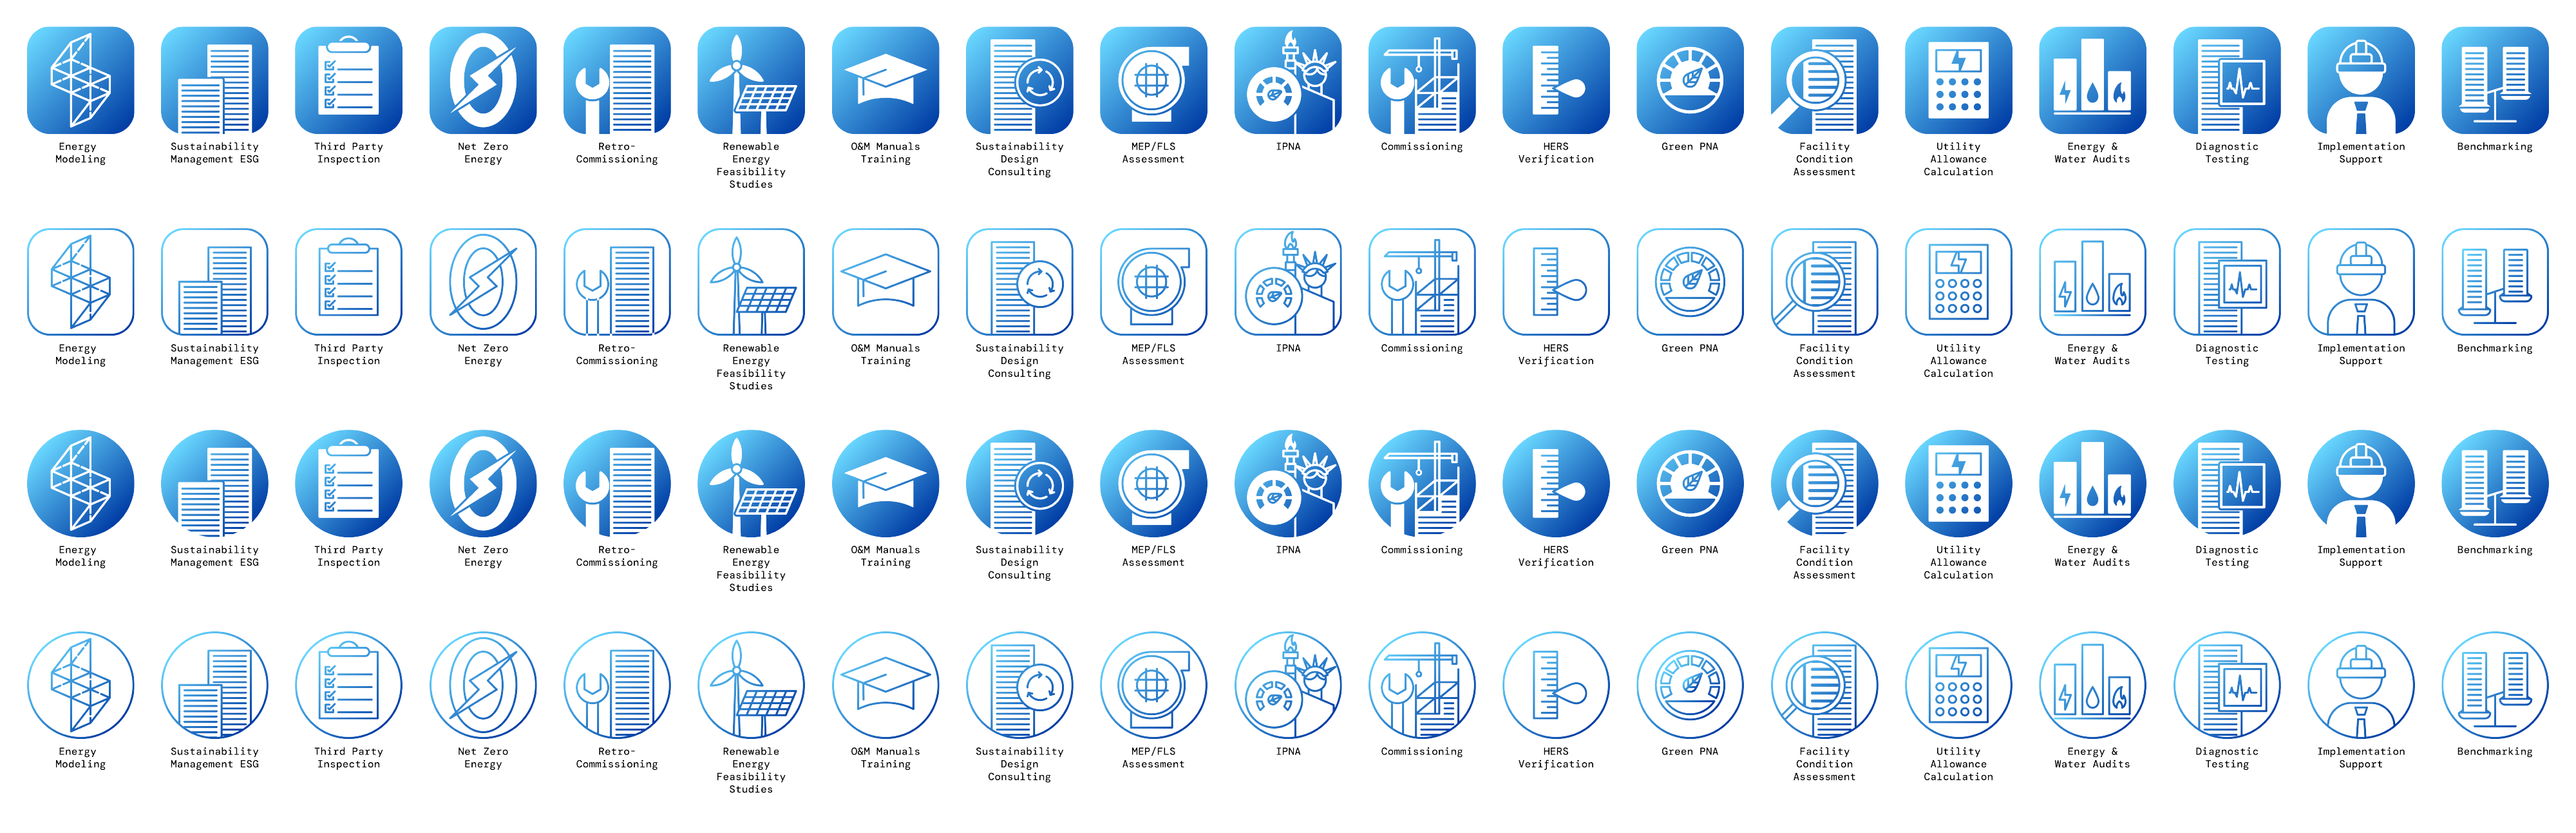 Energy
Modeling
Sustainability
Management ESG
Third Party
Inspection
Net Zero
Energy
Retro-
Commissioning
Renewable
Energy
Feasibility
Studies
O&M Manuals
Training
Sustainability
Design
Consulting
MEP/FLS
Assessment
IPNA
Commissioning
HERS
Verification
Green PNA
Facility
Condition
Assessment
Utility
Allowance
Calculation
Energy &
Water Audits
Diagnostic
Testing
Implementation
Support
Benchmarking
Energy
Modeling
Sustainability
Management ESG
Third Party
Inspection
Net Zero
Energy
Retro-
Commissioning
Renewable
Energy
Feasibility
Studies
O&M Manuals
Training
Sustainability
Design
Consulting
MEP/FLS
Assessment
IPNA
Commissioning
HERS
Verification
Green PNA
Facility
Condition
Assessment
Utility
Allowance
Calculation
Energy &
Water Audits
Diagnostic
Testing
Implementation
Support
Benchmarking
Energy
Modeling
Sustainability
Management ESG
Third Party
Inspection
Net Zero
Energy
Retro-
Commissioning
Renewable
Energy
Feasibility
Studies
O&M Manuals
Training
Sustainability
Design
Consulting
MEP/FLS
Assessment
IPNA
Commissioning
HERS
Verification
Green PNA
Facility
Condition
Assessment
Utility
Allowance
Calculation
Energy &
Water Audits
Diagnostic
Testing
Implementation
Support
Benchmarking
Energy
Modeling
Sustainability
Management ESG
Third Party
Inspection
Net Zero
Energy
Retro-
Commissioning
Renewable
Energy
Feasibility
Studies
O&M Manuals
Training
Sustainability
Design
Consulting
MEP/FLS
Assessment
IPNA
Commissioning
HERS
Verification
Green PNA
Facility
Condition
Assessment
Utility
Allowance
Calculation
Energy &
Water Audits
Diagnostic
Testing
Implementation
Support
Benchmarking